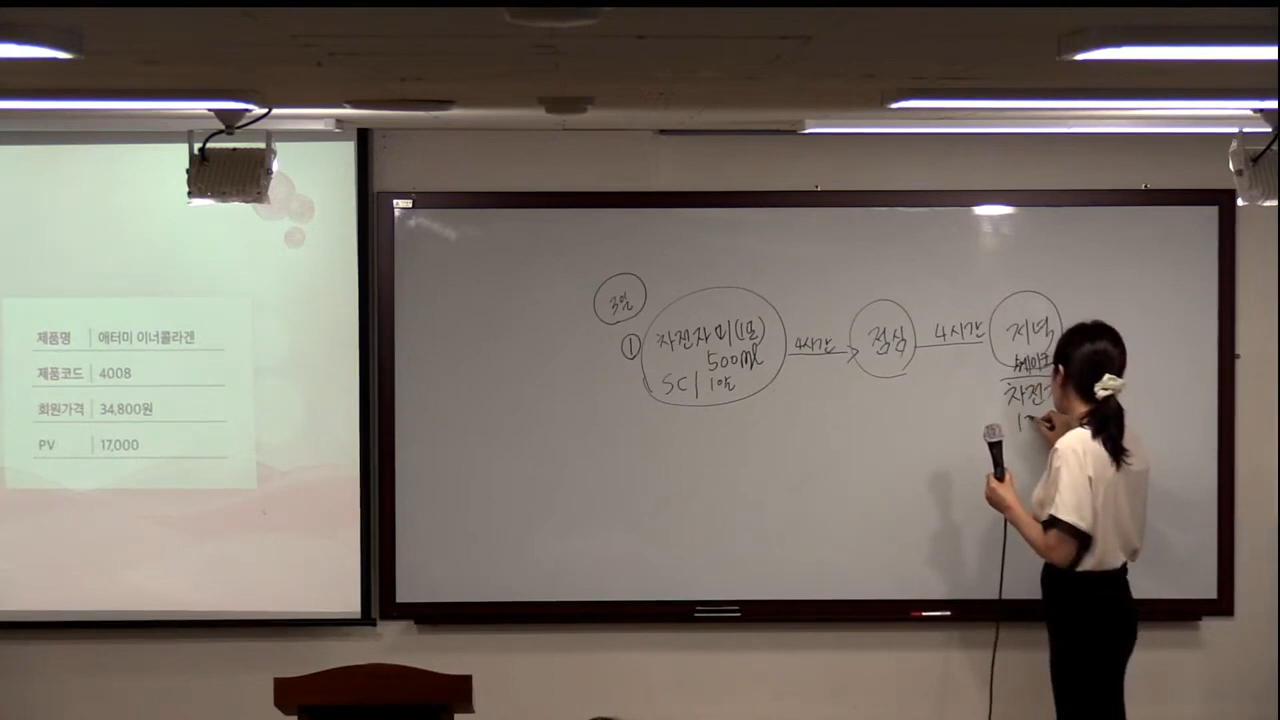 제품명 애터미 이너콜라겐
제품코드 4008
회원가격 34,800원
PV 17,000
3일
① 차전자피(1포)
500ml
SC/1알
4시간
점심
4시간
저녁
쉐이크
차전
1